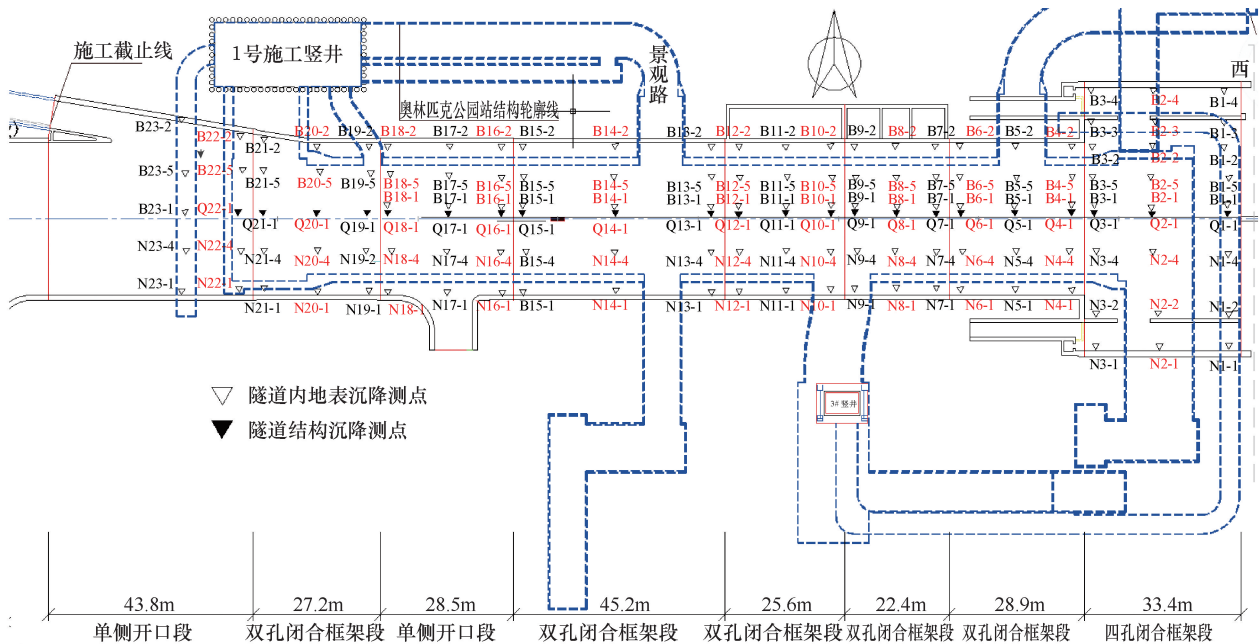 施工截止线
1号施工竖井
景观路
西
奥林匹克公园站结构轮廓线
B3-4 B2-4 B1-4
B23-2 B22-2 B21-2 B20-2 B19-2 B18-2 B17-2 B16-2 B15-2 B14-2 B13-2 B12-2 B11-2 B10-2 B9-2 B8-2 B7-2 B6-2 B5-2 B4-2 B3-3 B2-3 B1-3
B3-2 B2-2 B1-2
B23-5 B22-5 B21-5 B20-5 B19-5 B18-5 B17-5 B16-5 B15-5 B14-5 B13-5 B12-5 B11-5 B10-5 B9-5 B8-5 B7-5 B6-5 B5-5 B4-5 B3-5 B2-5 B1-5
B18-1 B17-1 B16-1 B15-1 B14-1 B13-1 B12-1 B11-1 B10-1 B9-1 B8-1 B7-1 B6-1 B5-1 B4-1 B3-1 B2-1 B1-1
B23-1 Q22-1 Q21-1 Q20-1 Q19-1 Q18-1 Q17-1 Q16-1 Q15-1 Q14-1 Q13-1 Q12-1 Q11-1 Q10-1 Q9-1 Q8-1 Q7-1 Q6-1 Q5-1 Q4-1 Q3-1 Q2-1 Q1-1
N23-4 N22-4 N21-4 N20-4 N19-2 N18-4 N17-4 N16-4 B15-4 N14-4 N13-4 N12-4 N11-4 N10-4 N9-4 N8-4 N7-4 N6-4 N5-4 N4-4 N3-4 N2-4 N1-4
N23-1 N22-1 N21-1 N20-1 N19-1 N18-1 N17-1 N16-1 B15-1 N14-1 N13-1 N12-1 N11-1 N10-1 N9-1 N8-1 N7-1 N6-1 N5-1 N4-1 N3-2 N2-2 N1-2
N3-1 N2-1 N1-1
隧道内地表沉降测点
隧道结构沉降测点
3# 竖井
43.8m 27.2m 28.5m 45.2m 25.6m 22.4m 28.9m 33.4m
单侧开口段 双孔闭合框架段 单侧开口段 双孔闭合框架段 双孔闭合框架段 双孔闭合框架段 双孔闭合框架段 四孔闭合框架段